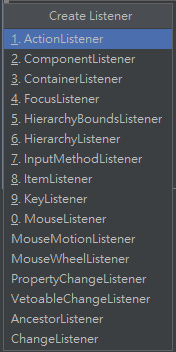 Create Listener
1. ActionListener
2. ComponentListener
3. ContainerListener
4. FocusListener
5. HierarchyBoundsListener
6. HierarchyListener
7. InputMethodListener
8. ItemListener
9. KeyListener
0. MouseListener
MouseMotionListener
MouseWheelListener
PropertyChangeListener
VetoableChangeListener
AncestorListener
ChangeListener